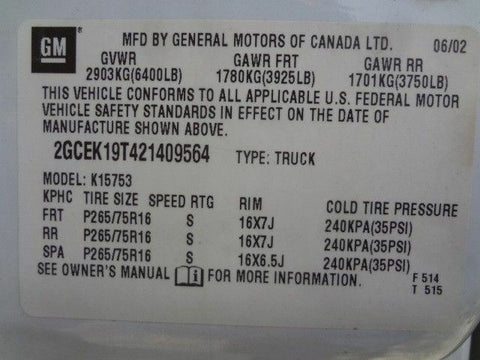 GM®
MFD BY GENERAL MOTORS OF CANADA LTD. 06/02
GVWR GAWR FRT GAWR RR
2903KG(6400LB) 1780KG(3925LB) 1701KG(3750LB)
THIS VEHICLE CONFORMS TO ALL APPLICABLE U.S. FEDERAL MOTOR
VEHICLE SAFETY STANDARDS IN EFFECT ON THE DATE OF
MANUFACTURE SHOWN ABOVE.
2GCEK19T421409564 TYPE: TRUCK
MODEL: K15753
KPHC TIRE SIZE SPEED RTG RIM COLD TIRE PRESSURE
FRT P265/75R16 S 16X7J 240KPA(35PSI)
RR P265/75R16 S 16X7J 240KPA(35PSI)
SPA P265/75R16 S 16X6.5J 240KPA(35PSI)
SEE OWNER'S MANUAL FOR MORE INFORMATION. F 514
T 515